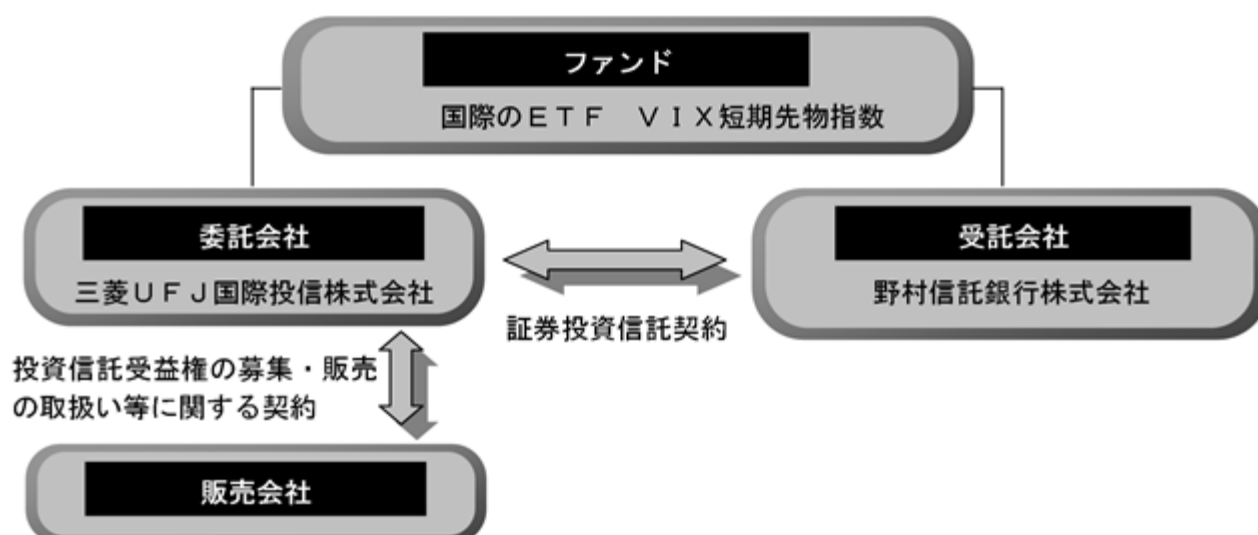 ファンド
国際のETF VIX短期先物指数
委託会社
三菱UFJ国際投信株式会社
受託会社
野村信託銀行株式会社
証券投資信託契約
投資信託受益権の募集・販売
の取扱い等に関する契約
販売会社